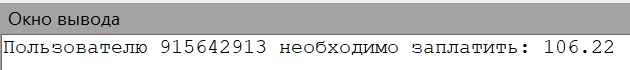 Окно вывода
Пользователю 915642913 необходимо заплатить: 106.22